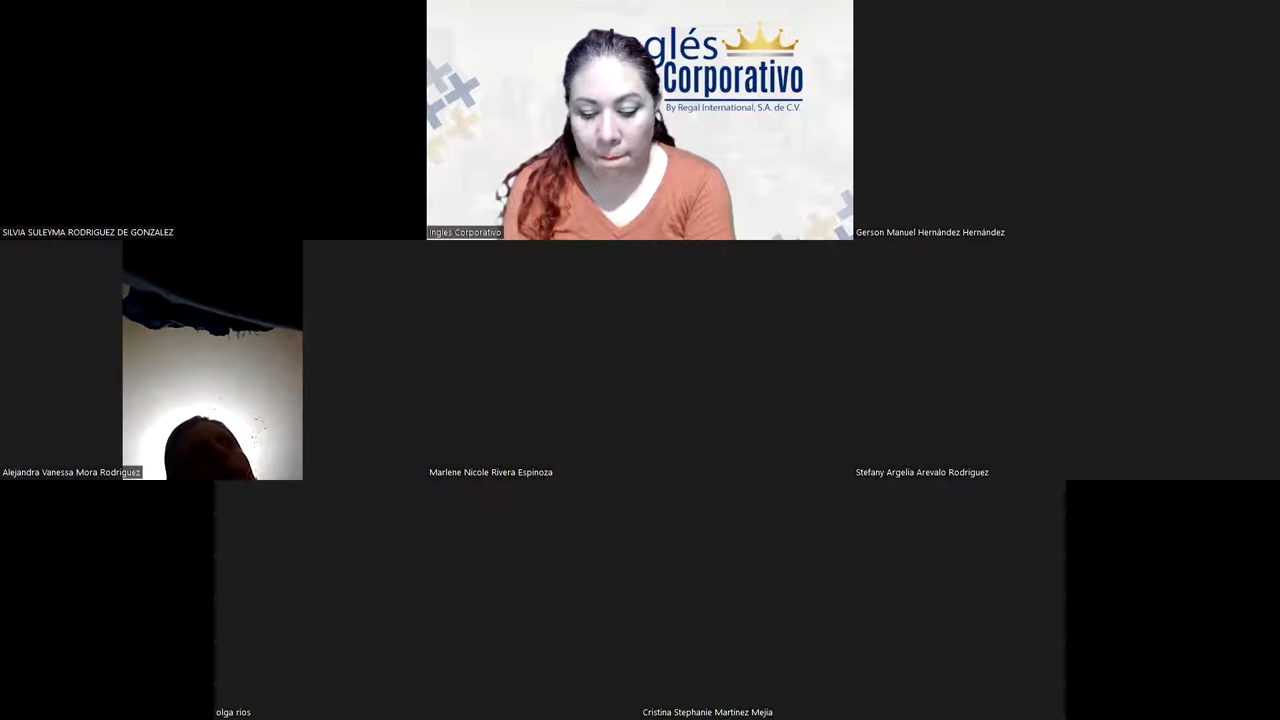 Inglés
Corporativo
By Regal International, S.A. de C.V.
SILVIA SULEYMA RODRIGUEZ DE GONZALEZ
Ingles Corporativo
Gerson Manuel Hernández Hernández
Alejandra Vanessa Mora Rodriguez
Marlene Nicole Rivera Espinoza
Stefany Argelia Arevalo Rodriguez
olga rios
Cristina Stephanie Martinez Mejia